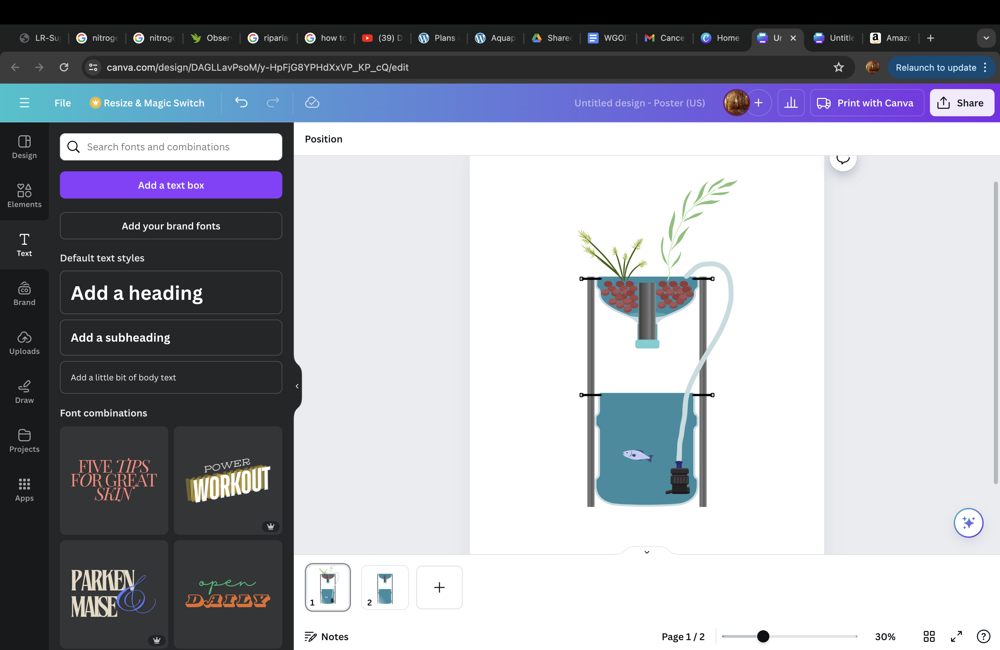 LR-Su
nitroge
nitroge
Obser
riparia
how to
(39) D
Plans
Aquap
Shared
WGOI
Cance
Home
Un
Untitle
Amaz
canva.com/design/DAGLLavPsoM/y-HpFjG8YPHdXxVP_KP_cQ/edit
Relaunch to update
File
Resize & Magic Switch
Untitled design - Poster (US)
Print with Canva
Share
Design
Elements
Text
Brand
Uploads
Draw
Projects
Apps
Search fonts and combinations
Add a text box
Add your brand fonts
Default text styles
Add a heading
Add a subheading
Add a little bit of body text
Font combinations
FIVE TIPS
FOR GREAT
SKIN
POWER
WORKOUT
PARKEN
& MAISE
open
DAILY
Position
1
2
Notes
Page 1 / 2
30%